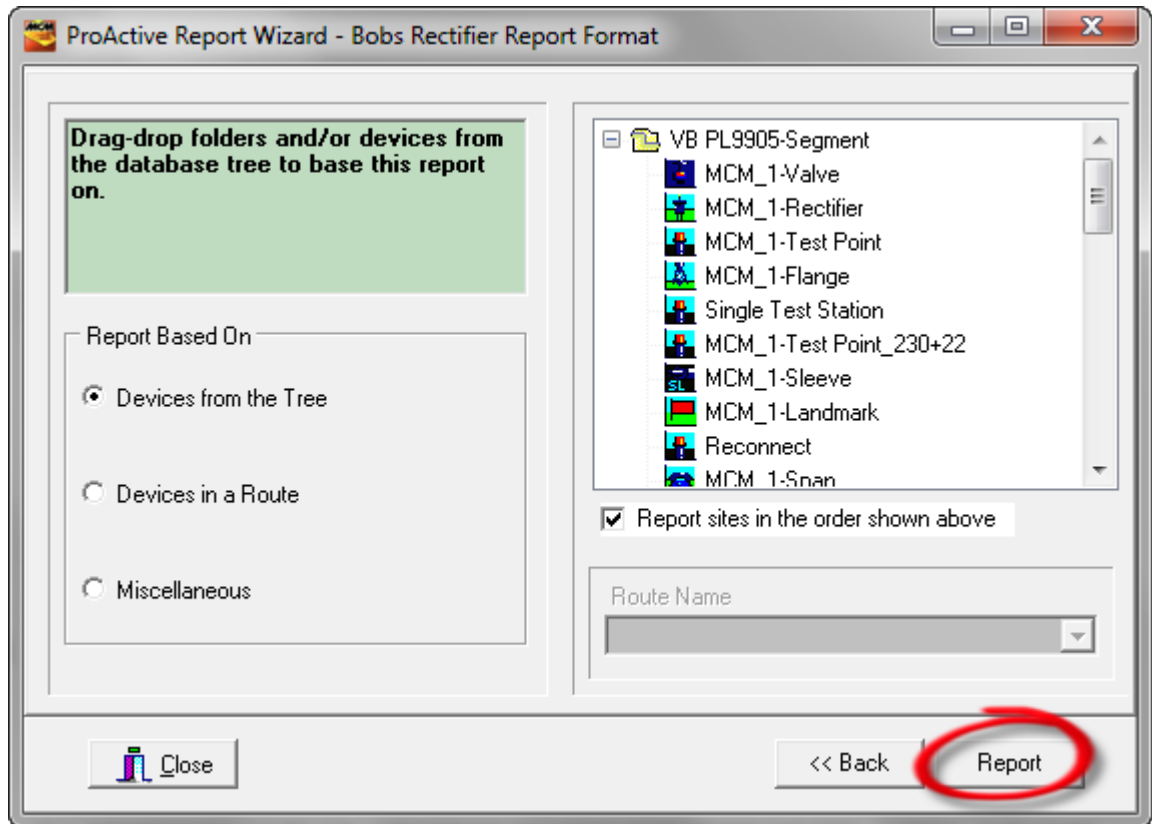 ProActive Report Wizard - Bobs Rectifier Report Format
Drag-drop folders and/or devices from
the database tree to base this report
on.
Report Based On
Devices from the Tree
Devices in a Route
Miscellaneous
VB PL9905-Segment
MCM_1-Valve
MCM_1-Rectifier
MCM_1-Test Point
MCM_1-Flange
Single Test Station
MCM_1-Test Point_230+22
MCM_1-Sleeve
MCM_1-Landmark
Reconnect
MCM_1-Span
Report sites in the order shown above
Route Name
Close
<< Back
Report